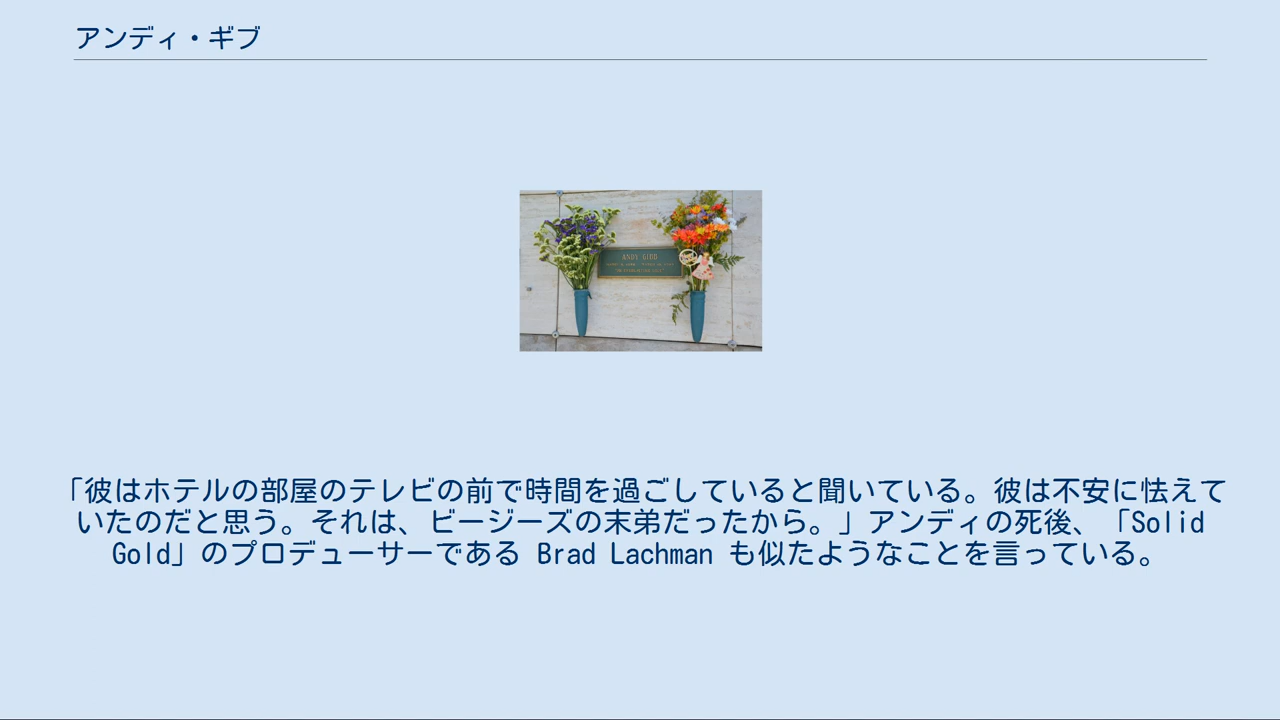 アンディ・ギブ
ANDY GIBB
「彼はホテルの部屋のテレビの前で時間を過ごしていると聞いている。彼は不安に怯えて
いたのだと思う。それは、ビージーズの末弟だったから。」アンディの死後、「Solid
Gold」のプロデューサーである Brad Lachman も似たようなことを言っている。